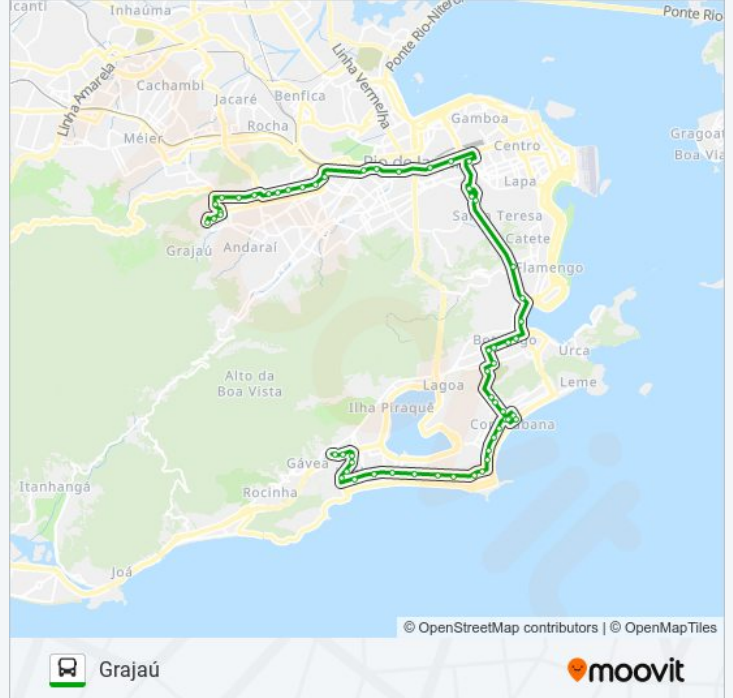 icanti
Inhaúma
Ponte Rio-Niterói
Ponte Rio
Linha Amarela
Linha Vermelha
Cachambi
Jacaré
Benfica
Gamboa
Méier
Rocha
Centro
Gragoat
Boa Via
Rio de Ja
Lapa
Santa Teresa
Grajaú
Andaraí
Catete
Flamengo
Botafogo
Urca
Alto da
Boa Vista
Lagoa
Leme
Ilha Piraquê
Copacabana
Gávea
Itanhangá
Rocinha
Joá
© OpenStreetMap contributors | © OpenMapTiles
Grajaú
moovit